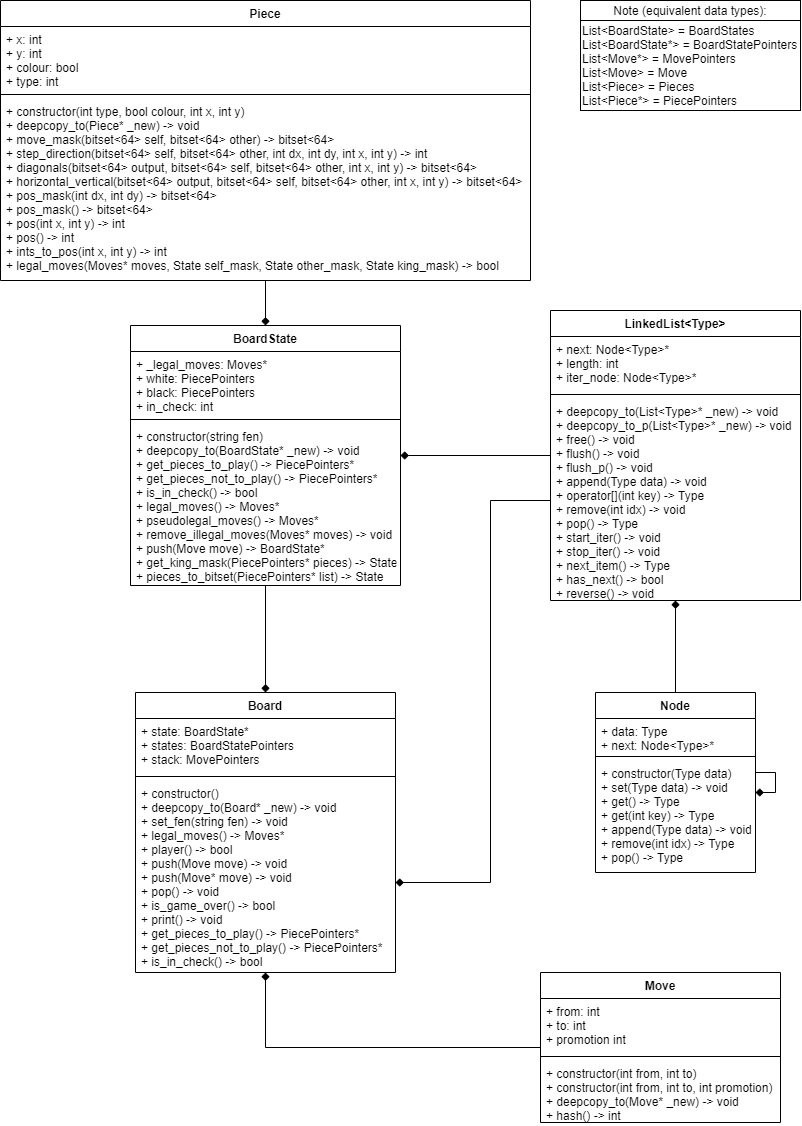 Piece
+ x: int
+ y: int
+ colour: bool
+ type: int
+ constructor(int type, bool colour, int x, int y)
+ deepcopy_to(Piece* _new) -> void
+ move_mask(bitset<64> self, bitset<64> other) -> bitset<64>
+ step_direction(bitset<64> self, bitset<64> other, int dx, int dy, int x, int y) -> int
+ diagonals(bitset<64> output, bitset<64> self, bitset<64> other, int x, int y) -> bitset<64>
+ horizontal_vertical(bitset<64> output, bitset<64> self, bitset<64> other, int x, int y) -> bitset<64>
+ pos_mask(int dx, int dy) -> bitset<64>
+ pos_mask() -> bitset<64>
+ pos(int x, int y) -> int
+ pos() -> int
+ ints_to_pos(int x, int y) -> int
+ legal_moves(Moves* moves, State self_mask, State other_mask, State king_mask) -> bool
Note (equivalent data types):
List<BoardState> = BoardStates
List<BoardState*> = BoardStatePointers
List<Move*> = MovePointers
List<Move> = Move
List<Piece> = Pieces
List<Piece*> = PiecePointers
BoardState
+ _legal_moves: Moves*
+ white: PiecePointers
+ black: PiecePointers
+ in_check: int
+ constructor(string fen)
+ deepcopy_to(BoardState* _new) -> void
+ get_pieces_to_play() -> PiecePointers*
+ get_pieces_not_to_play() -> PiecePointers*
+ is_in_check() -> bool
+ legal_moves() -> Moves*
+ pseudolegal_moves() -> Moves*
+ remove_illegal_moves(Moves* moves) -> void
+ push(Move move) -> BoardState*
+ get_king_mask(PiecePointers* pieces) -> State
+ pieces_to_bitset(PiecePointers* list) -> State
LinkedList<Type>
+ next: Node<Type>*
+ length: int
+ iter_node: Node<Type>*
+ deepcopy_to(List<Type>* _new) -> void
+ deepcopy_to_p(List<Type>* _new) -> void
+ free() -> void
+ flush() -> void
+ flush_p() -> void
+ append(Type data) -> void
+ operator[](int key) -> Type
+ remove(int idx) -> void
+ pop() -> Type
+ start_iter() -> void
+ stop_iter() -> void
+ next_item() -> Type
+ has_next() -> bool
+ reverse() -> void
Board
+ state: BoardState*
+ states: BoardStatePointers
+ stack: MovePointers
+ constructor()
+ deepcopy_to(Board* _new) -> void
+ set_fen(string fen) -> void
+ legal_moves() -> Moves*
+ player() -> bool
+ push(Move move) -> void
+ push(Move* move) -> void
+ pop() -> void
+ is_game_over() -> bool
+ print() -> void
+ get_pieces_to_play() -> PiecePointers*
+ get_pieces_not_to_play() -> PiecePointers*
+ is_in_check() -> bool
Node
+ data: Type
+ next: Node<Type>*
+ constructor(Type data)
+ set(Type data) -> void
+ get() -> Type
+ get(int key) -> Type
+ append(Type data) -> void
+ remove(int idx) -> Type
+ pop() -> Type
Move
+ from: int
+ to: int
+ promotion int
+ constructor(int from, int to)
+ constructor(int from, int to, int promotion)
+ deepcopy_to(Move* _new) -> void
+ hash() -> int